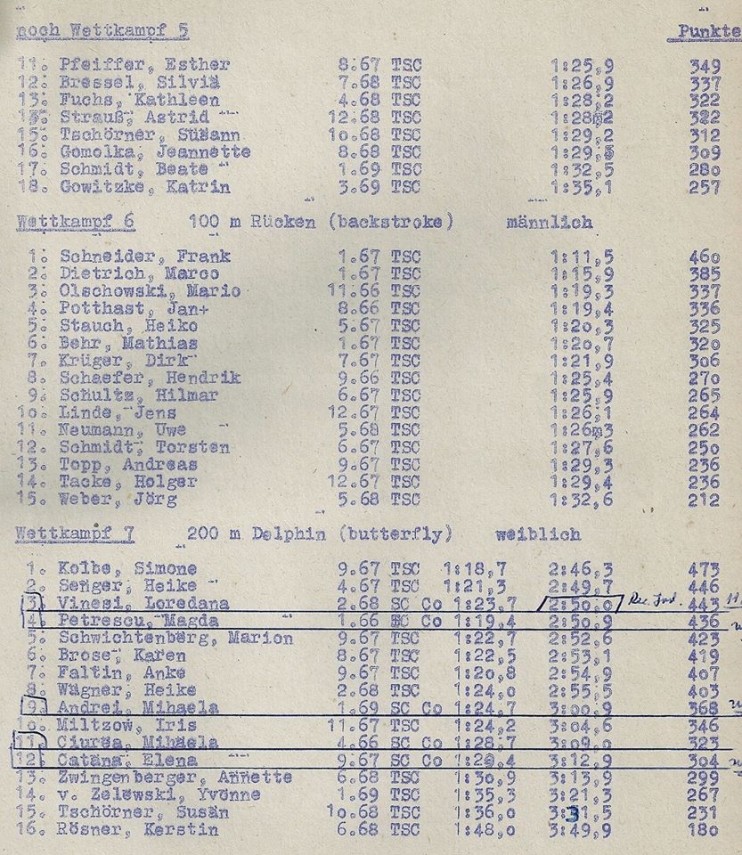 noch Wettkampf 5 Punkte
11. Pfeiffer, Esther 8.67 TSC 1:25,9 349
12. Bressel, Silvia 7.68 TSC 1:26,9 337
13. Fuchs, Kathleen 4.68 TSC 1:28,2 322
13. Strauß, Astrid 12.68 TSC 1:28,2 322
15. Tschörner, Susann 10.68 TSC 1:29,2 312
16. Gomolka, Jeannette 8.68 TSC 1:29,5 309
17. Schmidt, Beate 1.69 TSC 1:32,5 280
18. Gowitzke, Katrin 3.69 TSC 1:35,1 257
Wettkampf 6 100 m Rücken (backstroke) männlich
1. Schneider, Frank 1.67 TSC 1:11,5 460
2. Dietrich, Marco 1.67 TSC 1:15,9 385
3. Olschowski, Mario 11.66 TSC 1:19,3 337
4. Potthast, Jan+ 8.66 TSC 1:19,4 336
5. Stauch, Heiko 5.67 TSC 1:20,3 325
6. Behr, Mathias 1.67 TSC 1:20,7 320
7. Krüger, Dirk 7.67 TSC 1:21,9 306
8. Schaefer, Hendrik 9.66 TSC 1:25,4 270
9. Schultz, Hilmar 6.67 TSC 1:25,9 265
10. Linde, Jens 12.67 TSC 1:26,1 264
11. Neumann, Uwe 5.68 TSC 1:26,3 262
12. Schmidt, Torsten 6.67 TSC 1:27,6 250
13. Topp, Andreas 9.67 TSC 1:29,3 236
14. Tacke, Holger 12.67 TSC 1:29,4 236
15. Weber, Jörg 5.68 TSC 1:32,6 212
Wettkampf 7 200 m Delphin (butterfly) weiblich
1. Kolbe, Simone 9.67 TSC 1:18,7 2:46,3 473
2. Senger, Heike 4.67 TSC 1:21,3 2:49,7 446
3. Vinesi, Loredana 2.68 SC Co 1:23,7 2:50,0 443
4. Petrescu, Magda 1.66 SC Co 1:19,4 2:50,9 436
5. Schwichtenberg, Marion 9.67 TSC 1:22,7 2:52,6 423
6. Brose, Karen 8.67 TSC 1:22,5 2:53,1 419
7. Faltin, Anke 9.67 TSC 1:20,8 2:54,9 407
8. Wagner, Heike 2.68 TSC 1:24,0 2:55,5 403
9. Andrei, Mihaela 1.69 SC Co 1:24,7 3:00,9 368
10. Miltzow, Iris 11.67 TSC 1:24,2 3:04,6 346
11. Ciurea, Mihaela 4.66 SC Co 1:28,7 3:09,0 323
12. Catana, Elena 9.67 SC Co 1:29,4 3:12,9 304
13. Zwingenberger, Annette 6.68 TSC 1:30,9 3:13,9 299
14. v. Zelewski, Yvonne 1.69 TSC 1:35,3 3:21,3 267
15. Tschörner, Susan 10.68 TSC 1:36,0 3:31,5 231
16. Rösner, Kerstin 6.68 TSC 1:48,0 3:49,9 180